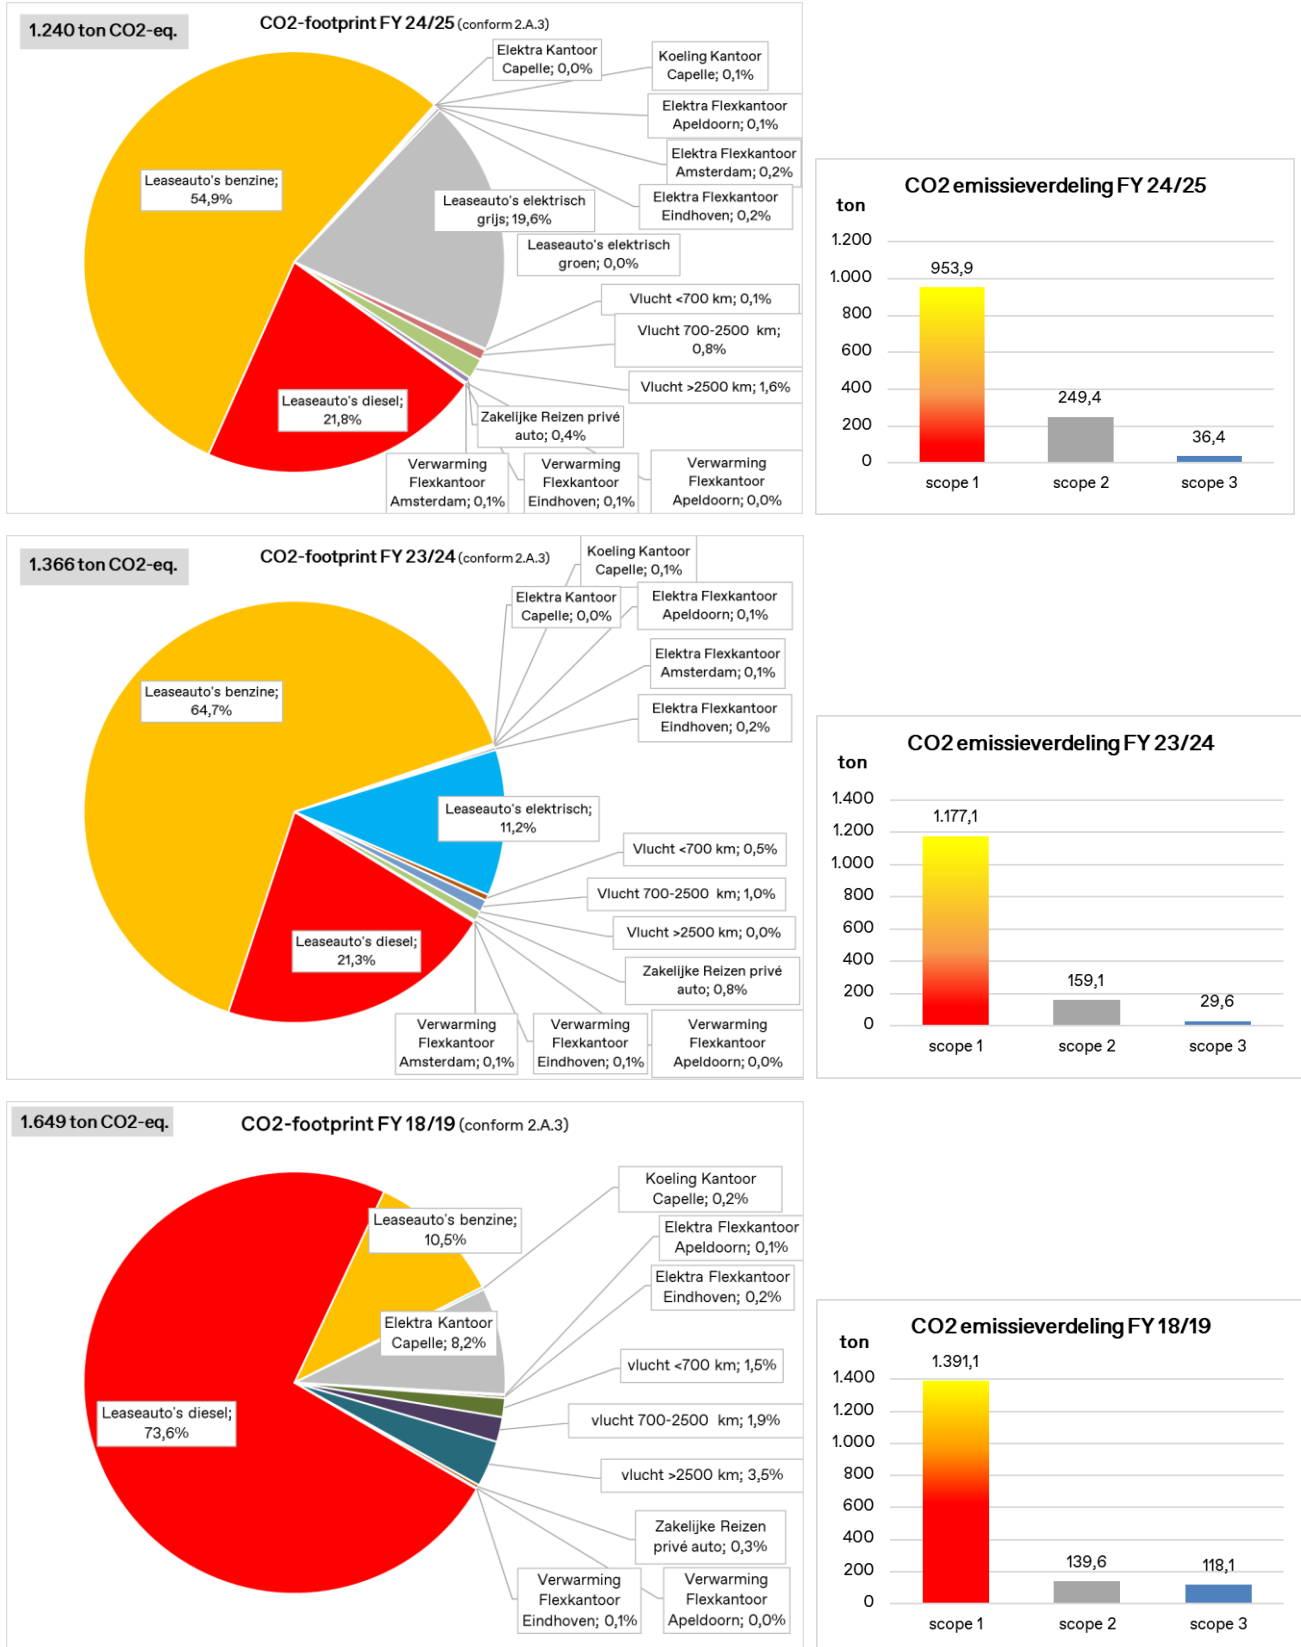 1.240 ton CO2-eq.
CO2-footprint FY 24/25 (conform 2.A.3)
Elektra Kantoor
Capelle; 0,0%
Koeling Kantoor
Capelle; 0,1%
Elektra Flexkantoor
Apeldoorn; 0,1%
Elektra Flexkantoor
Amsterdam; 0,2%
Elektra Flexkantoor
Eindhoven; 0,2%
Leaseauto's benzine;
54,9%
Leaseauto's elektrisch
grijs; 19,6%
Leaseauto's elektrisch
groen; 0,0%
Vlucht <700 km; 0,1%
Vlucht 700-2500 km;
0,8%
Vlucht >2500 km; 1,6%
Leaseauto's diesel;
21,8%
Zakelijke Reizen privé
auto; 0,4%
Verwarming
Flexkantoor
Amsterdam; 0,1%
Verwarming
Flexkantoor
Eindhoven; 0,1%
Verwarming
Flexkantoor
Apeldoorn; 0,0%
CO2 emissieverdeling FY 24/25
ton
1.200
1.000
800
600
400
200
0
953,9
249,4
36,4
scope 1
scope 2
scope 3
1.366 ton CO2-eq.
CO2-footprint FY 23/24 (conform 2.A.3)
Koeling Kantoor
Capelle; 0,1%
Elektra Kantoor
Capelle; 0,0%
Elektra Flexkantoor
Apeldoorn; 0,1%
Elektra Flexkantoor
Amsterdam; 0,1%
Elektra Flexkantoor
Eindhoven; 0,2%
Leaseauto's benzine;
64,7%
Leaseauto's elektrisch;
11,2%
Vlucht <700 km; 0,5%
Vlucht 700-2500 km; 1,0%
Vlucht >2500 km; 0,0%
Leaseauto's diesel;
21,3%
Zakelijke Reizen privé
auto; 0,8%
Verwarming
Flexkantoor
Amsterdam; 0,1%
Verwarming
Flexkantoor
Eindhoven; 0,1%
Verwarming
Flexkantoor
Apeldoorn; 0,0%
CO2 emissieverdeling FY 23/24
ton
1.400
1.200
1.000
800
600
400
200
0
1.177,1
159,1
29,6
scope 1
scope 2
scope 3
1.649 ton CO2-eq.
CO2-footprint FY 18/19 (conform 2.A.3)
Koeling Kantoor
Capelle; 0,2%
Leaseauto's benzine;
10,5%
Elektra Flexkantoor
Apeldoorn; 0,1%
Elektra Flexkantoor
Eindhoven; 0,2%
Elektra Kantoor
Capelle; 8,2%
vlucht <700 km; 1,5%
vlucht 700-2500 km; 1,9%
vlucht >2500 km; 3,5%
Leaseauto's diesel;
73,6%
Zakelijke Reizen
privé auto; 0,3%
Verwarming
Flexkantoor
Eindhoven; 0,1%
Verwarming
Flexkantoor
Apeldoorn; 0,0%
CO2 emissieverdeling FY 18/19
ton
1.400
1.200
1.000
800
600
400
200
0
1.391,1
139,6
118,1
scope 1
scope 2
scope 3